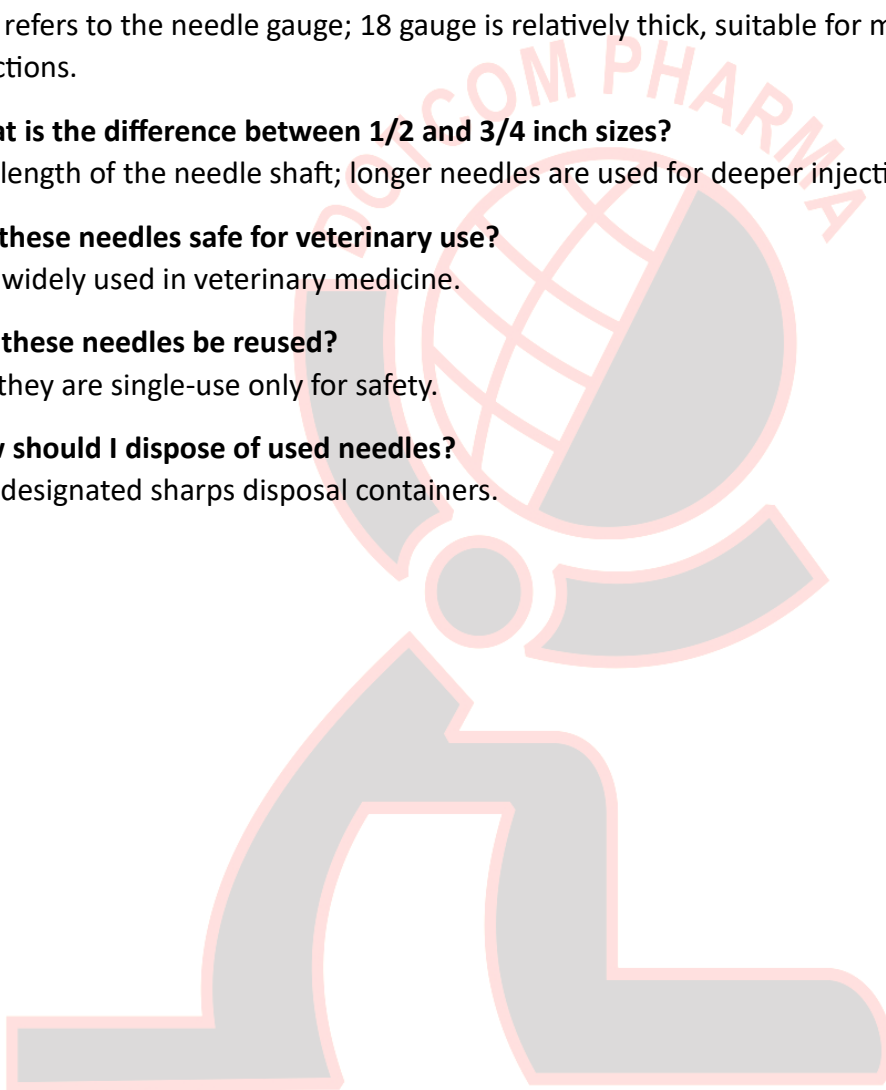 refers to the needle gauge; 18 gauge is relatively thick, suitable for m
ctions.
at is the difference between 1/2 and 3/4 inch sizes?
length of the needle shaft; longer needles are used for deeper injecti
these needles safe for veterinary use?
widely used in veterinary medicine.
these needles be reused?
they are single-use only for safety.
w should I dispose of used needles?
designated sharps disposal containers.
DOTCOM PHARMA